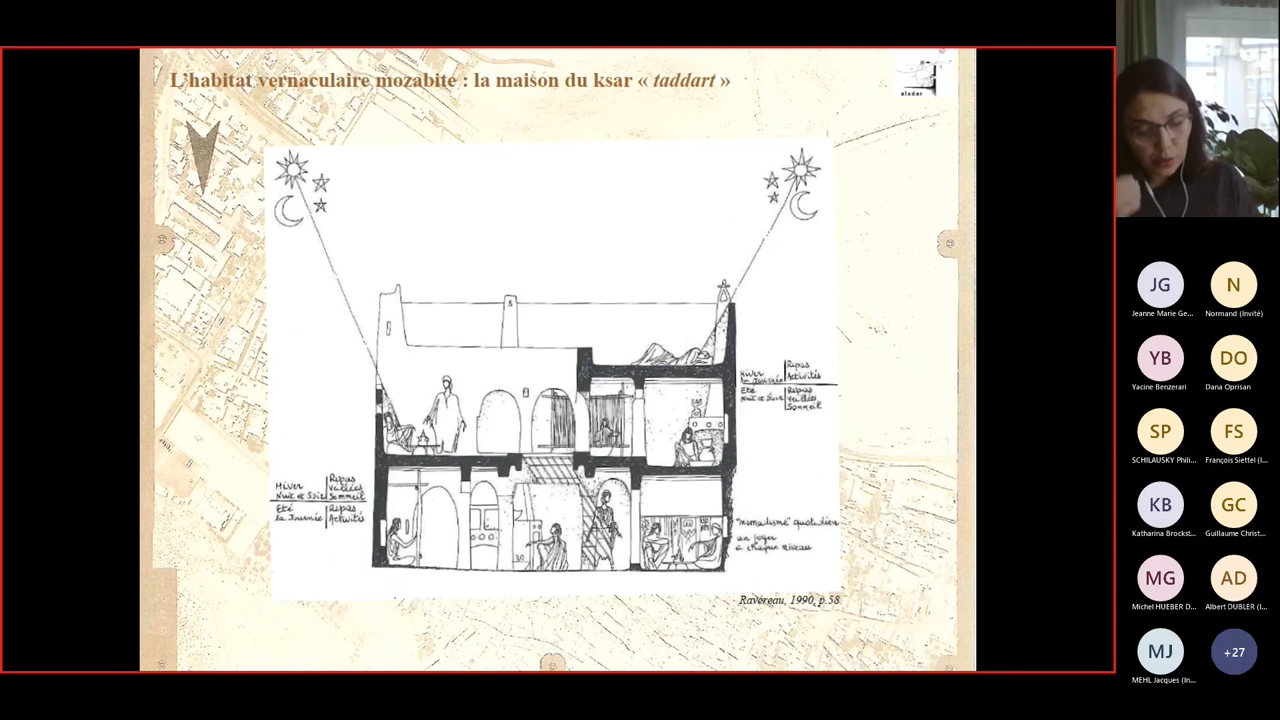 L'habitat vernaculaire mozabite : la maison du ksar « taddart »
aladar
Hiver
la Journée
Repas
Activités
Eté
Nuit et Soir
Repas
Veillées
Sommeil
Hiver
Nuit et Soir
Repas
Veillées
Sommeil
Eté
la Journée
Repas
Activités
"nomadisme" quotidien
un foyer
à chaque niveau
Ravéreau, 1990, p.58
JG
Jeanne Marie Ge...
N
Normand (Invité)
YB
Yacine Benzerari
DO
Dana Oprisan
SP
SCHILAUSKY Phili...
FS
François Siettel (I...
KB
Katharina Brockst...
GC
Guillaume Christ...
MG
Michel HUEBER D...
AD
Albert DUBLER (I...
MJ
MEHL Jacques (In...
+27